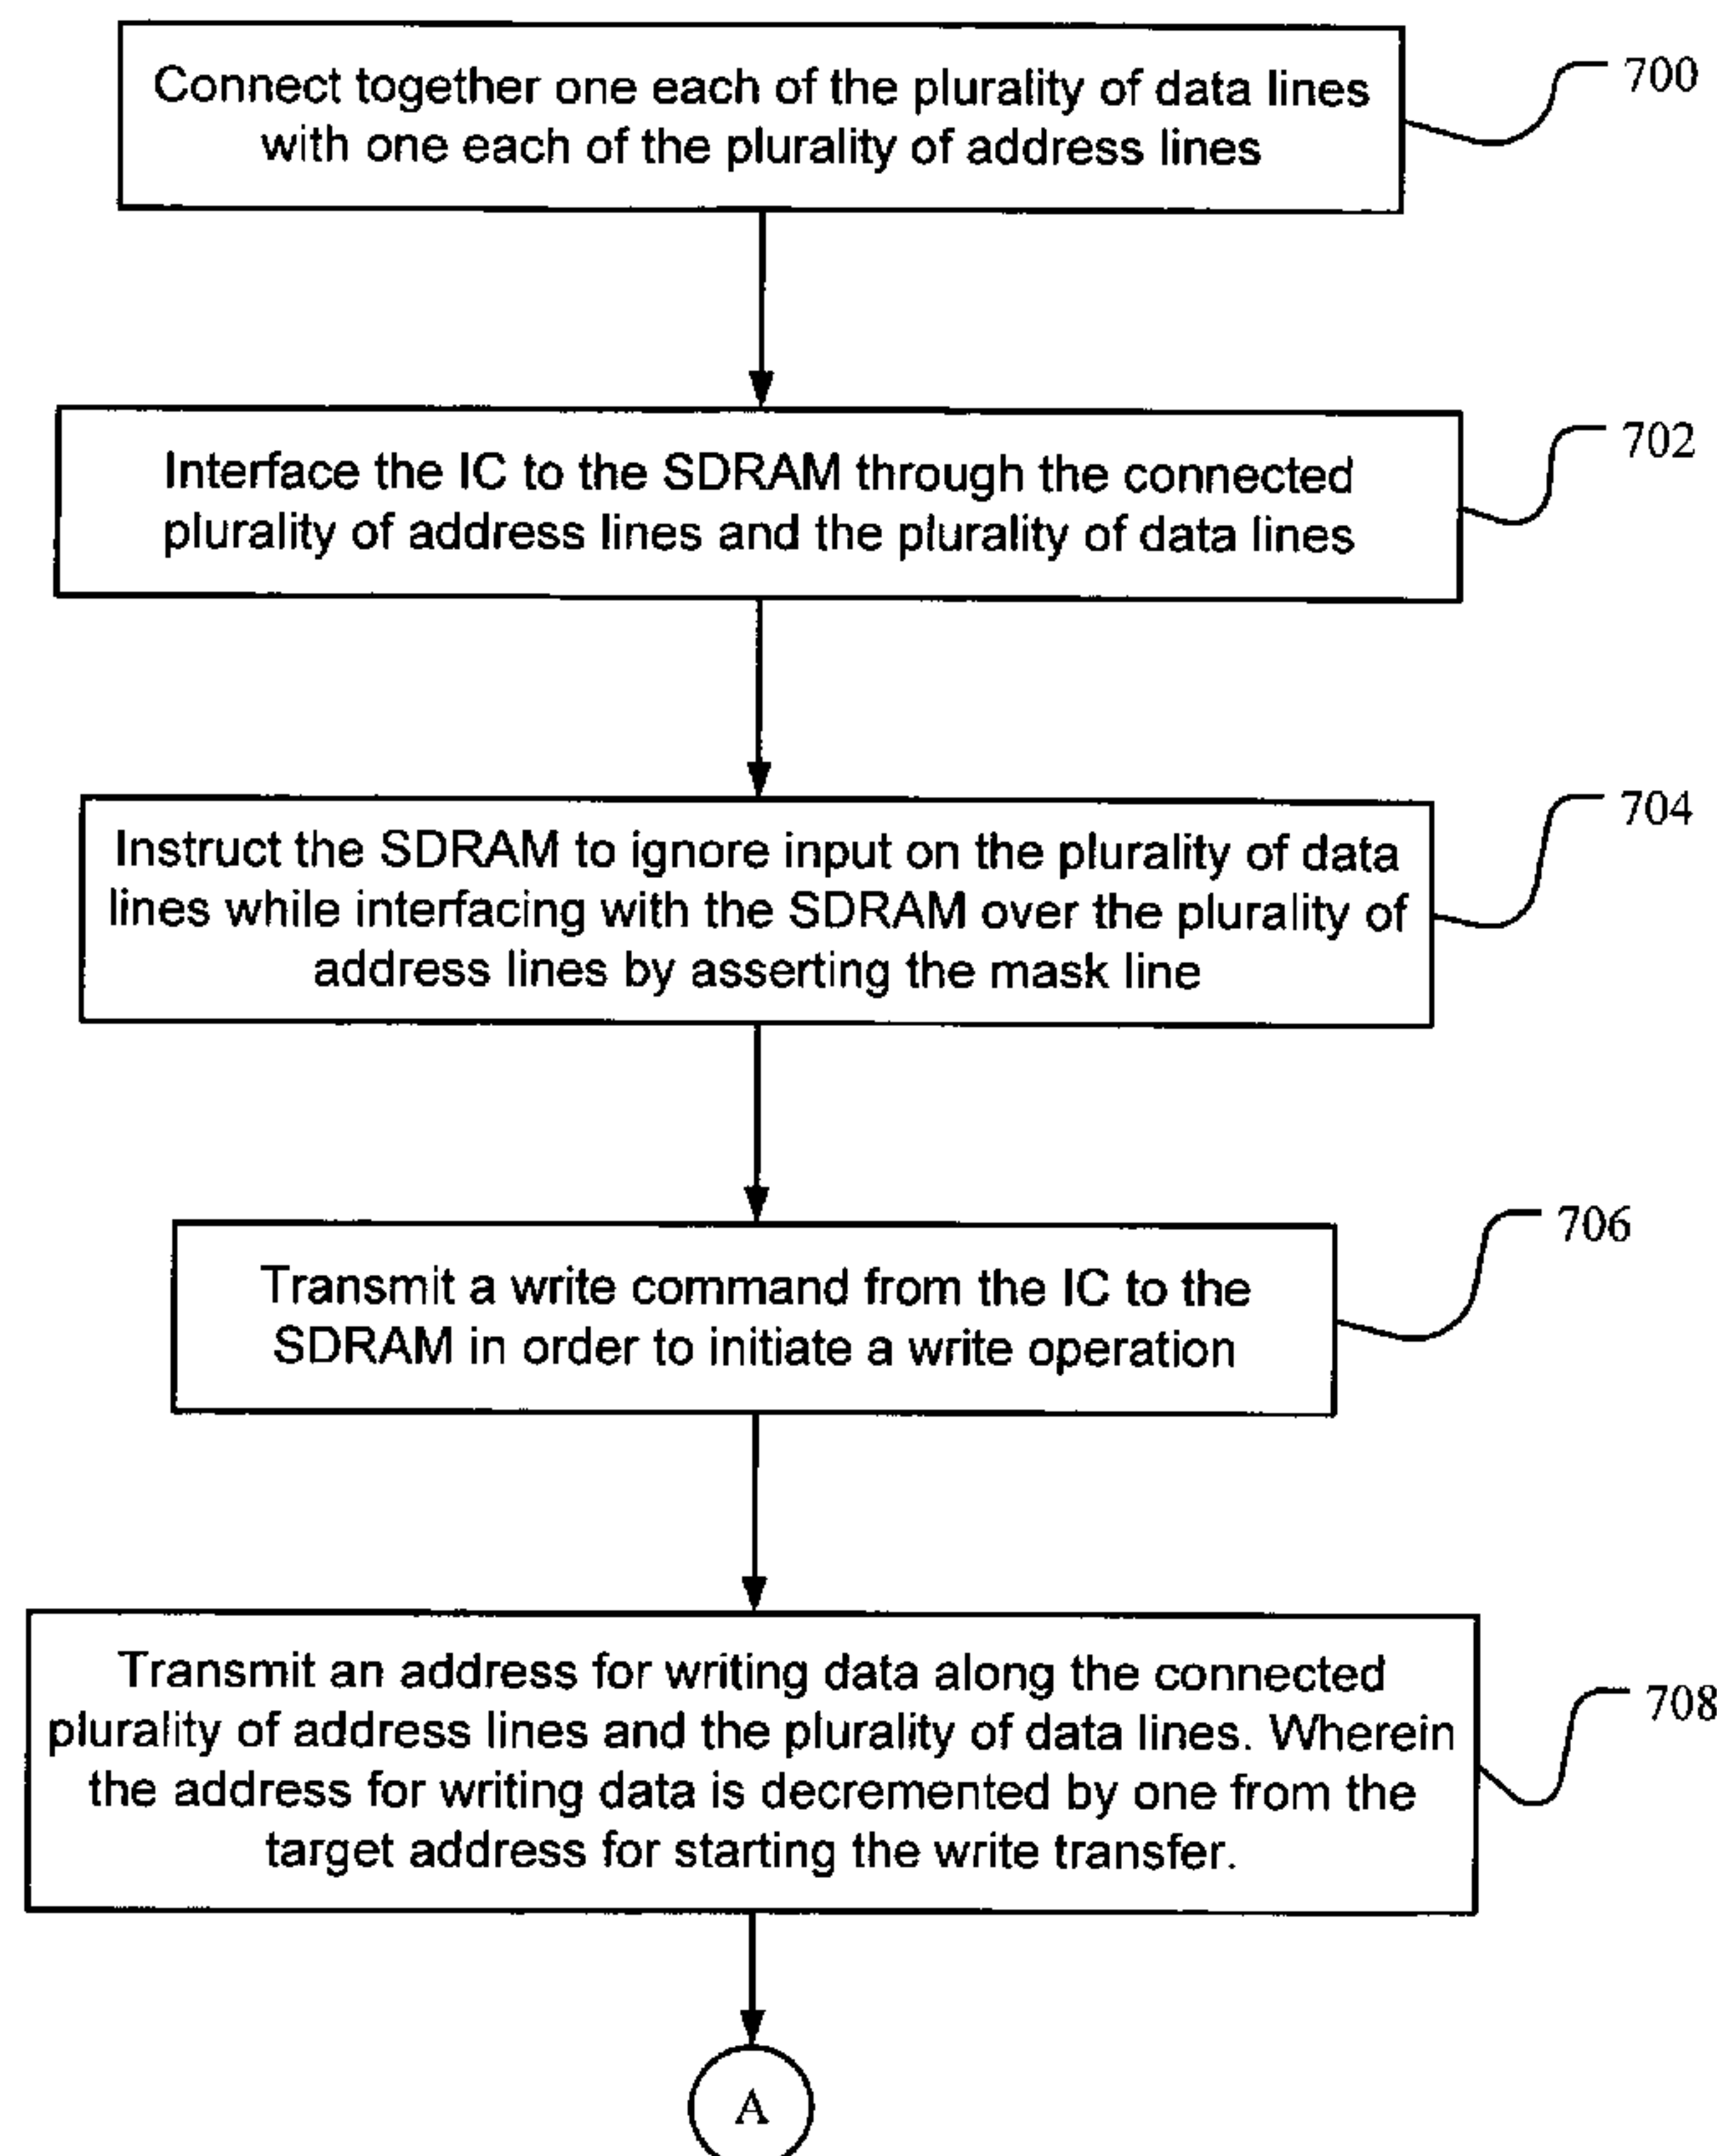 Connect together one each of the plurality of data lines
with one each of the plurality of address lines
700
Interface the IC to the SDRAM through the connected
plurality of address lines and the plurality of data lines
702
Instruct the SDRAM to ignore input on the plurality of data
lines while interfacing with the SDRAM over the plurality of
address lines by asserting the mask line
704
Transmit a write command from the IC to the
SDRAM in order to initiate a write operation
706
Transmit an address for writing data along the connected
plurality of address lines and the plurality of data lines. Wherein
the address for writing data is decremented by one from the
target address for starting the write transfer.
708
A